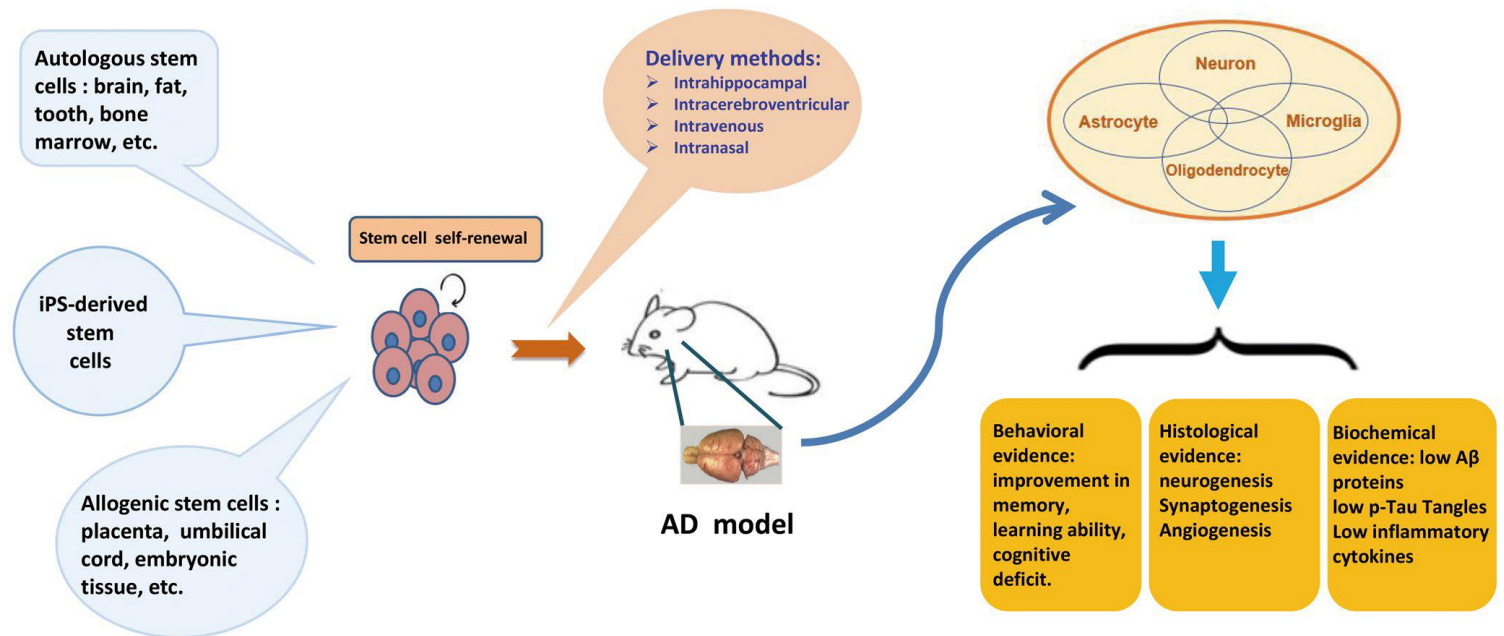 Autologous stem
cells : brain, fat,
tooth, bone
marrow, etc.
iPS-derived
stem
cells
Allogenic stem cells :
placenta, umbilical
cord, embryonic
tissue, etc.
Stem cell self-renewal
Delivery methods:
➢ Intrahippocampal
➢ Intracerebroventricular
➢ Intravenous
➢ Intranasal
AD model
Neuron
Astrocyte
Microglia
Oligodendrocyte
Behavioral
evidence:
improvement in
memory,
learning ability,
cognitive
deficit.
Histological
evidence:
neurogenesis
Synaptogenesis
Angiogenesis
Biochemical
evidence: low Aβ
proteins
low p-Tau Tangles
Low inflammatory
cytokines